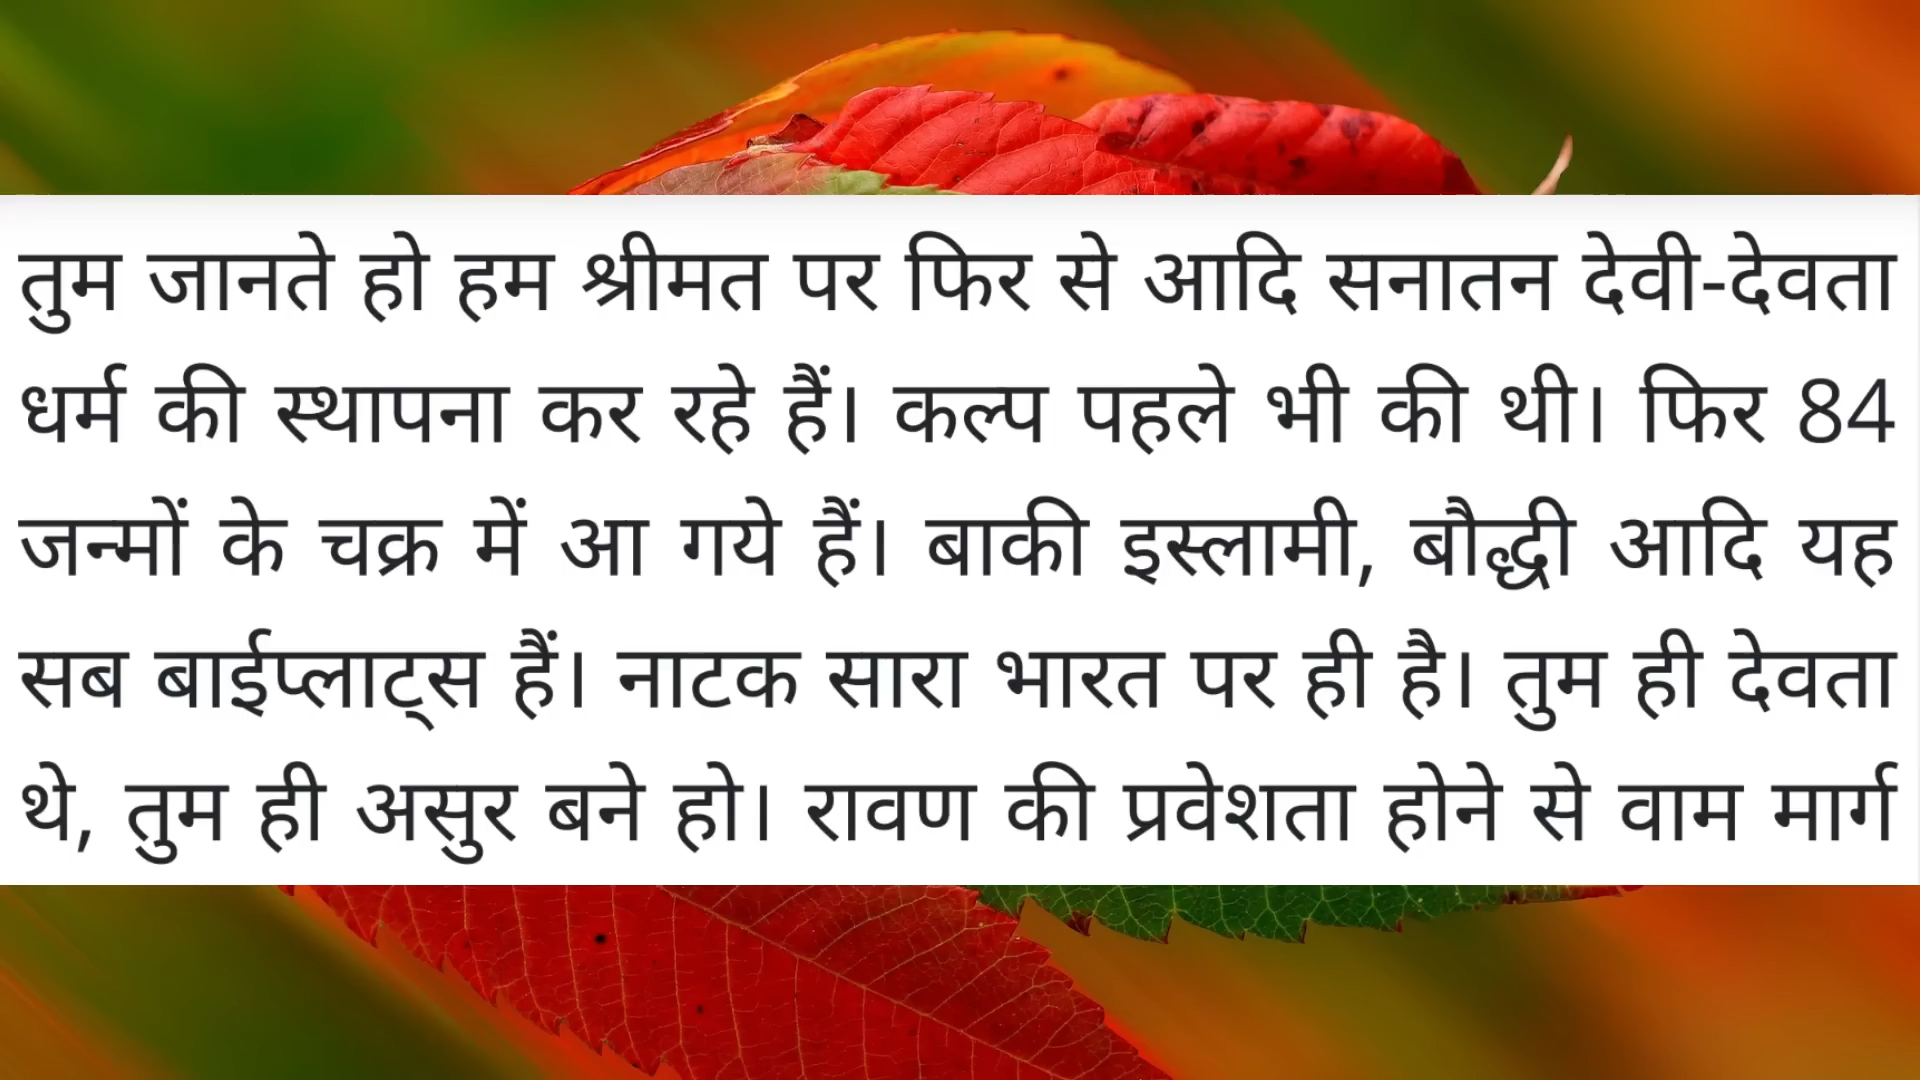 तुम जानते हो हम श्रीमत पर फिर से आदि सनातन देवी-देवता
धर्म की स्थापना कर रहे हैं। कल्प पहले भी की थी। फिर 84
जन्मों के चक्र में आ गये हैं। बाकी इस्लामी, बौद्धी आदि यह
सब बाईप्लाट्स हैं। नाटक सारा भारत पर ही है। तुम ही देवता
थे, तुम ही असुर बने हो। रावण की प्रवेशता होने से वाम मार्ग